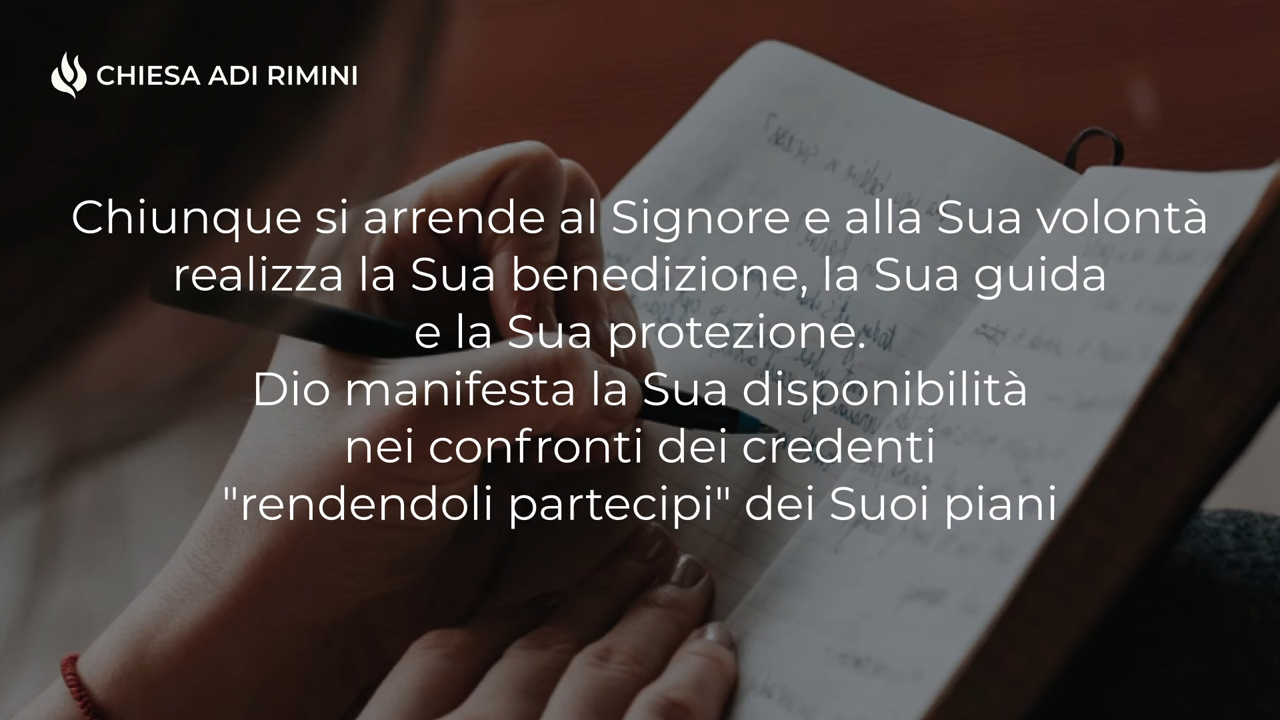 CHIESA ADI RIMINI
Chiunque si arrende al Signore e alla Sua volontà
realizza la Sua benedizione, la Sua guida
e la Sua protezione.
Dio manifesta la Sua disponibilità
nei confronti dei credenti
"rendendoli partecipi" dei Suoi piani